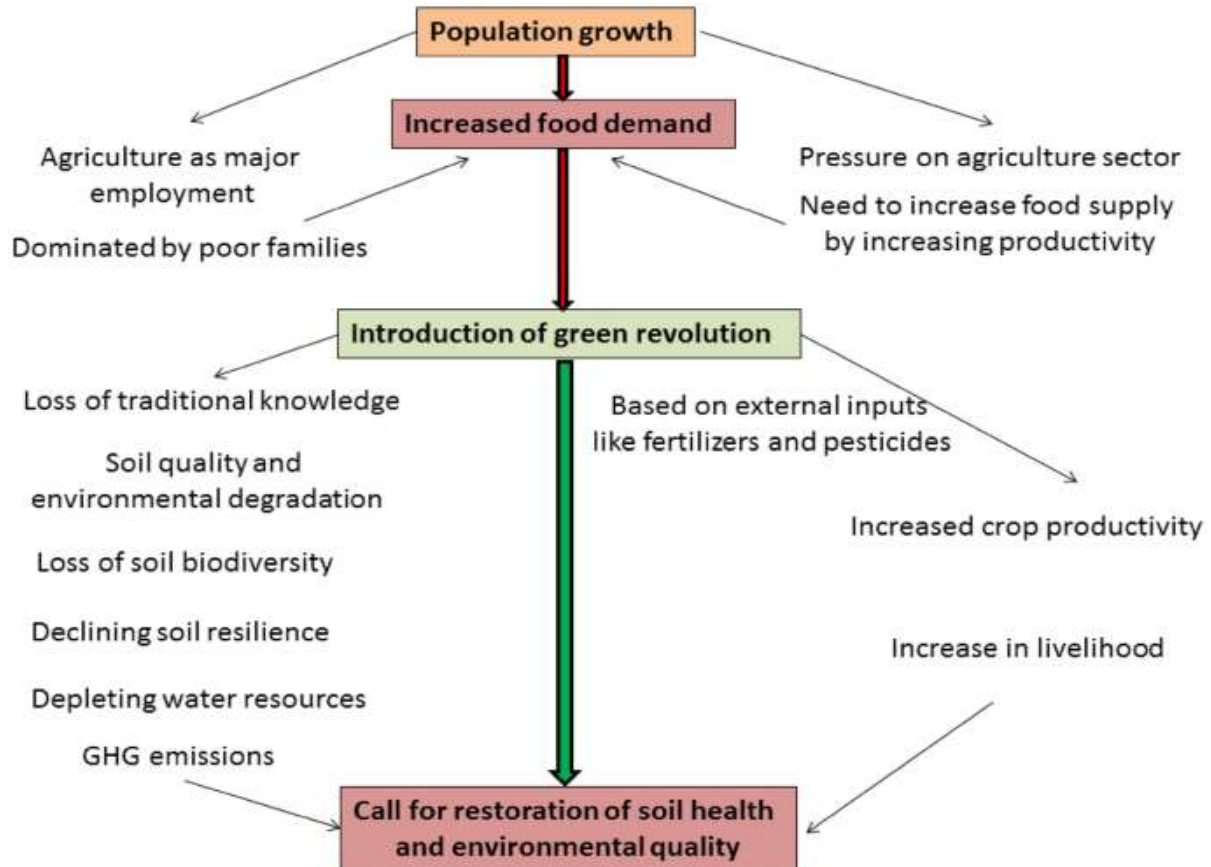 Population growth
Increased food demand
Agriculture as major
employment
Dominated by poor families
Pressure on agriculture sector
Need to increase food supply
by increasing productivity
Introduction of green revolution
Loss of traditional knowledge
Soil quality and
environmental degradation
Loss of soil biodiversity
Declining soil resilience
Depleting water resources
GHG emissions
Based on external inputs
like fertilizers and pesticides
Increased crop productivity
Increase in livelihood
Call for restoration of soil health
and environmental quality